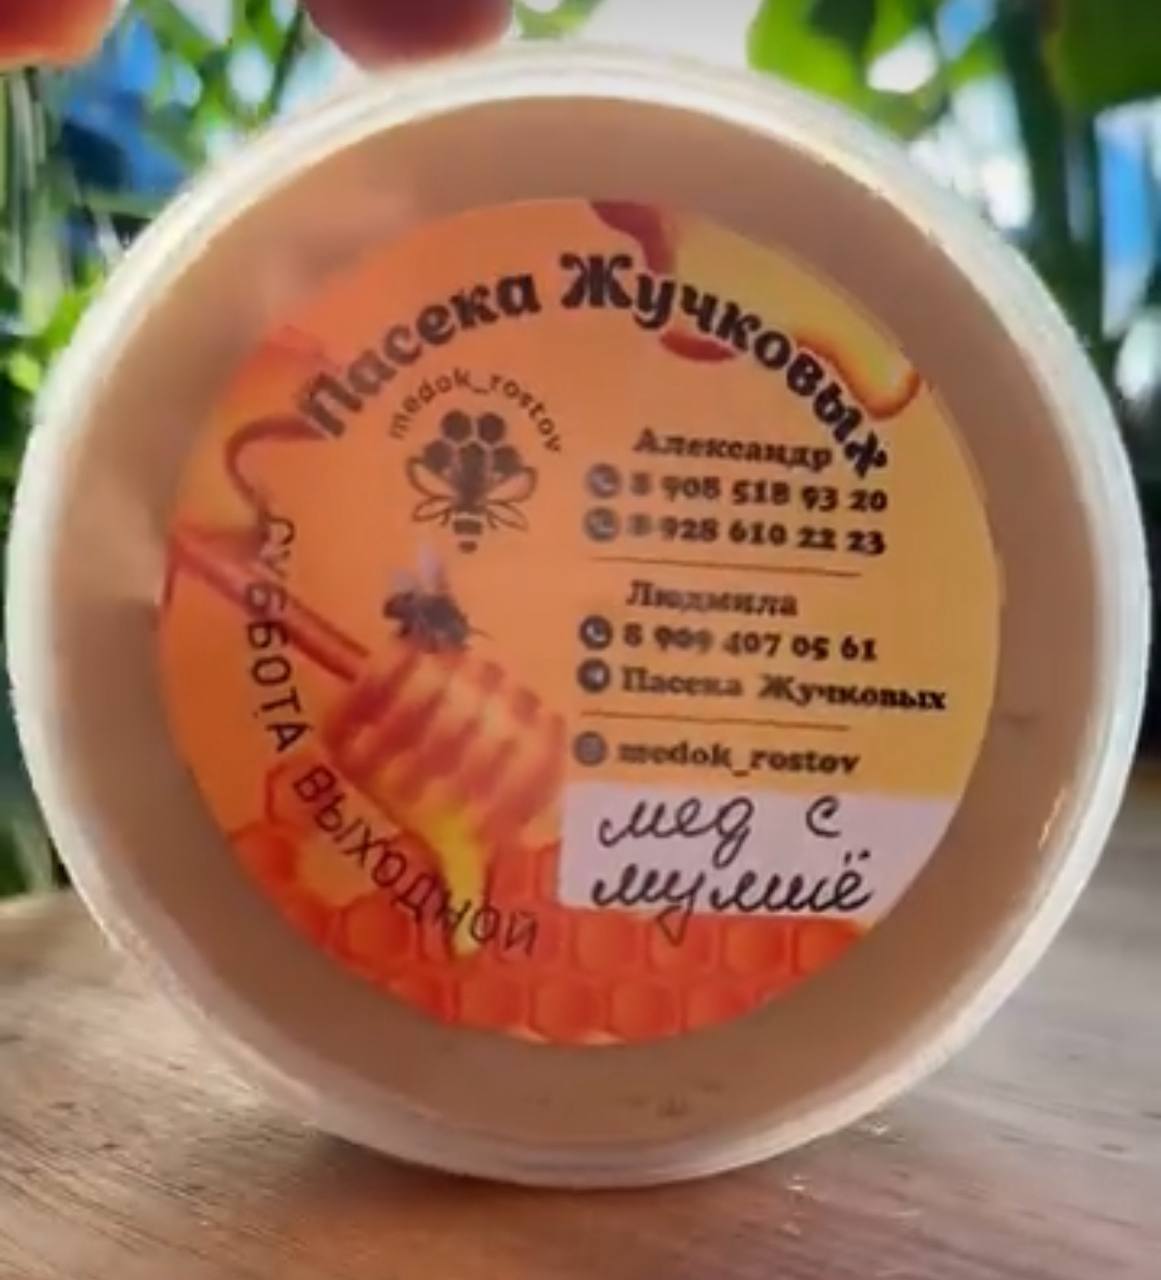 Пасека Жучковых
medok_rostov
Александр
8 908 518 93 20
8 928 610 22 23
Людмила
8 909 407 05 61
Пасека Жучковых
medok_rostov
мед с
мумиё
СУББОТА ВЫХОДНОЙ